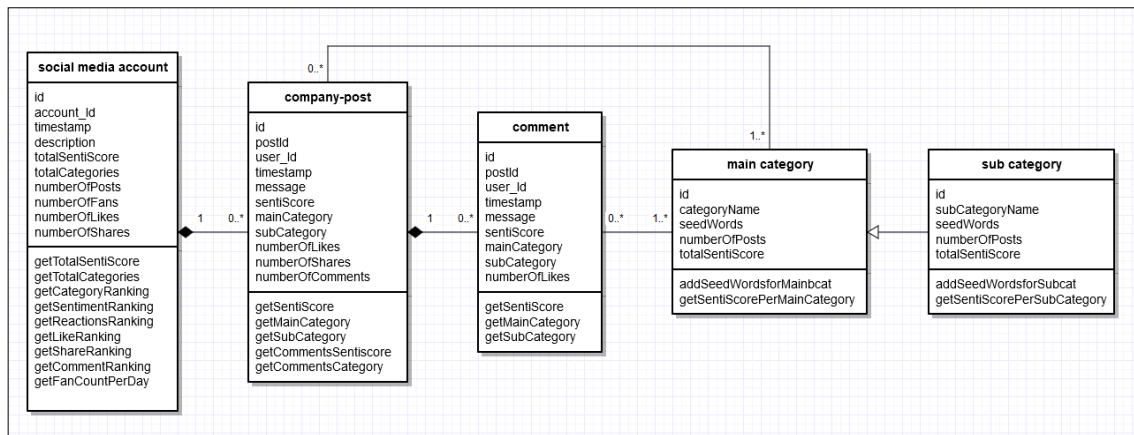 social media account
id
account_Id
timestamp
description
totalSentiScore
totalCategories
numberOfPosts
numberOfFans
numberOfLikes
numberOfShares
getTotalSentiScore
getTotalCategories
getCategoryRanking
getSentimentRanking
getReactionsRanking
getLikeRanking
getShareRanking
getCommentRanking
getFanCountPerDay
1
0..*
0..*
company-post
id
postId
user_Id
timestamp
message
sentiScore
mainCategory
subCategory
numberOfLikes
numberOfShares
numberOfComments
getSentiScore
getMainCategory
getSubCategory
getCommentsSentiscore
getCommentsCategory
1
0..*
comment
id
postId
user_Id
timestamp
message
sentiScore
mainCategory
subCategory
numberOfLikes
getSentiScore
getMainCategory
getSubCategory
0..*
1..*
1..*
main category
id
categoryName
seedWords
numberOfPosts
totalSentiScore
addSeedWordsforMainbcat
getSentiScorePerMainCategory
sub category
id
subCategoryName
seedWords
numberOfPosts
totalSentiScore
addSeedWordsforSubcat
getSentiScorePerSubCategory